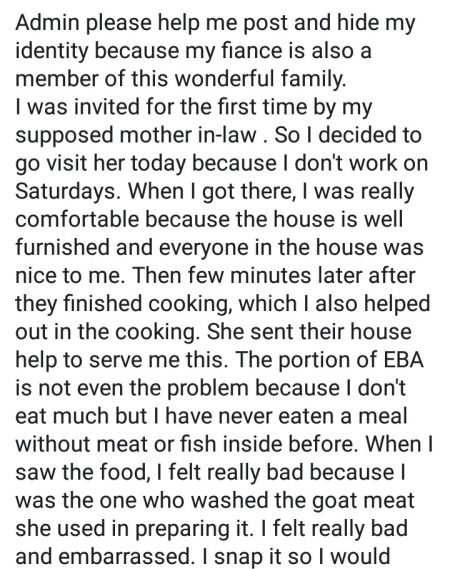 Admin please help me post and hide my
identity because my fiance is also a
member of this wonderful family.
I was invited for the first time by my
supposed mother in-law . So I decided to
go visit her today because I don't work on
Saturdays. When I got there, I was really
comfortable because the house is well
furnished and everyone in the house was
nice to me. Then few minutes later after
they finished cooking, which I also helped
out in the cooking. She sent their house
help to serve me this. The portion of EBA
is not even the problem because I don't
eat much but I have never eaten a meal
without meat or fish inside before. When I
saw the food, I felt really bad because I
was the one who washed the goat meat
she used in preparing it. I felt really bad
and embarrassed. I snap it so I would